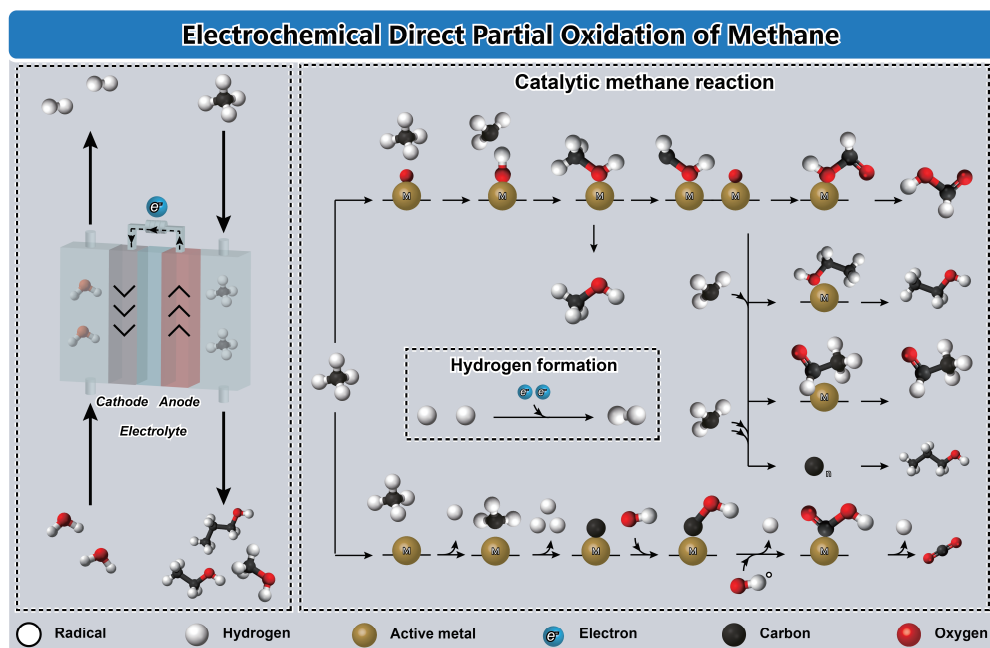 Electrochemical Direct Partial Oxidation of Methane
e⁻
Cathode Anode
Electrolyte
Catalytic methane reaction
M
M
M
M
M
M
M
M
Hydrogen formation
e⁻ e⁻
n
M
M
M
M
M
Radical
Hydrogen
Active metal
e⁻ Electron
Carbon
Oxygen